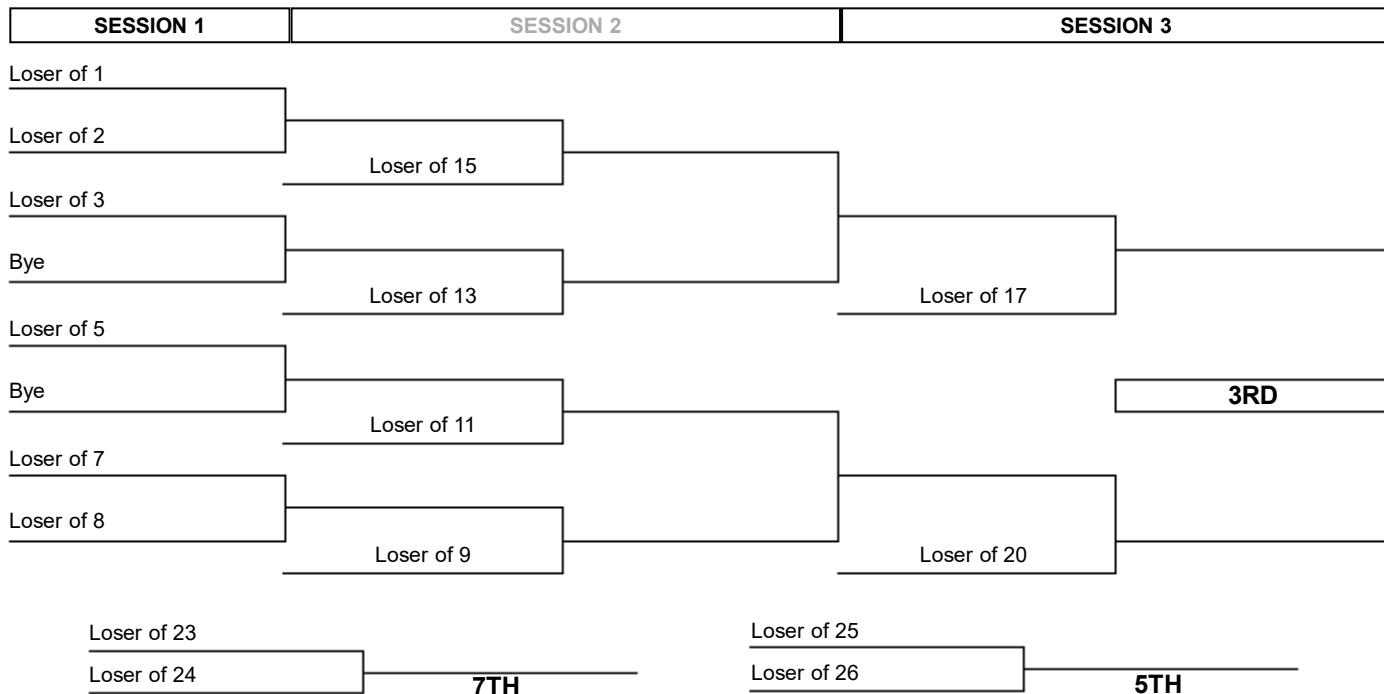 SESSION 1 SESSION 2 SESSION 3
Loser of 1
Loser of 2
Loser of 15
Loser of 3
Bye
Loser of 13
Loser of 17
Loser of 5
Bye
3RD
Loser of 11
Loser of 7
Loser of 8
Loser of 9
Loser of 20
Loser of 23
Loser of 24
7TH
Loser of 25
Loser of 26
5TH